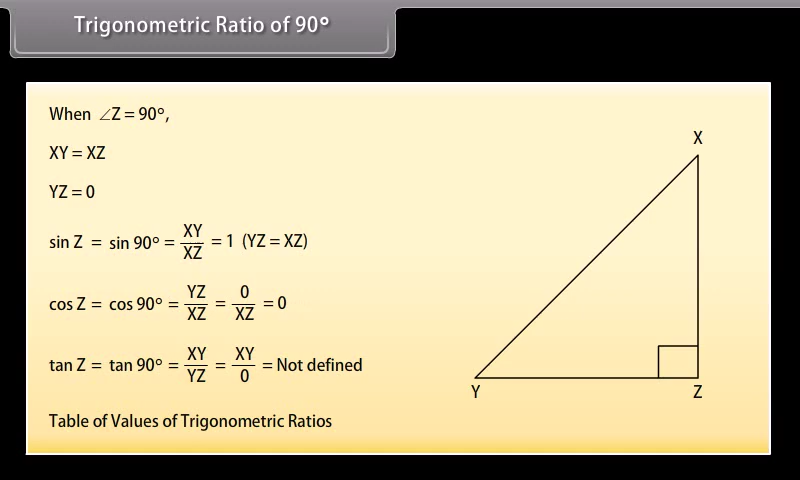 Trigonometric Ratio of 90°
When ∠Z = 90°,
XY = XZ
YZ = 0
sin Z = sin 90° = XY/XZ = 1 (YZ = XZ)
cos Z = cos 90° = YZ/XZ = 0/XZ = 0
tan Z = tan 90° = XY/YZ = XY/0 = Not defined
Table of Values of Trigonometric Ratios
X
Y
Z